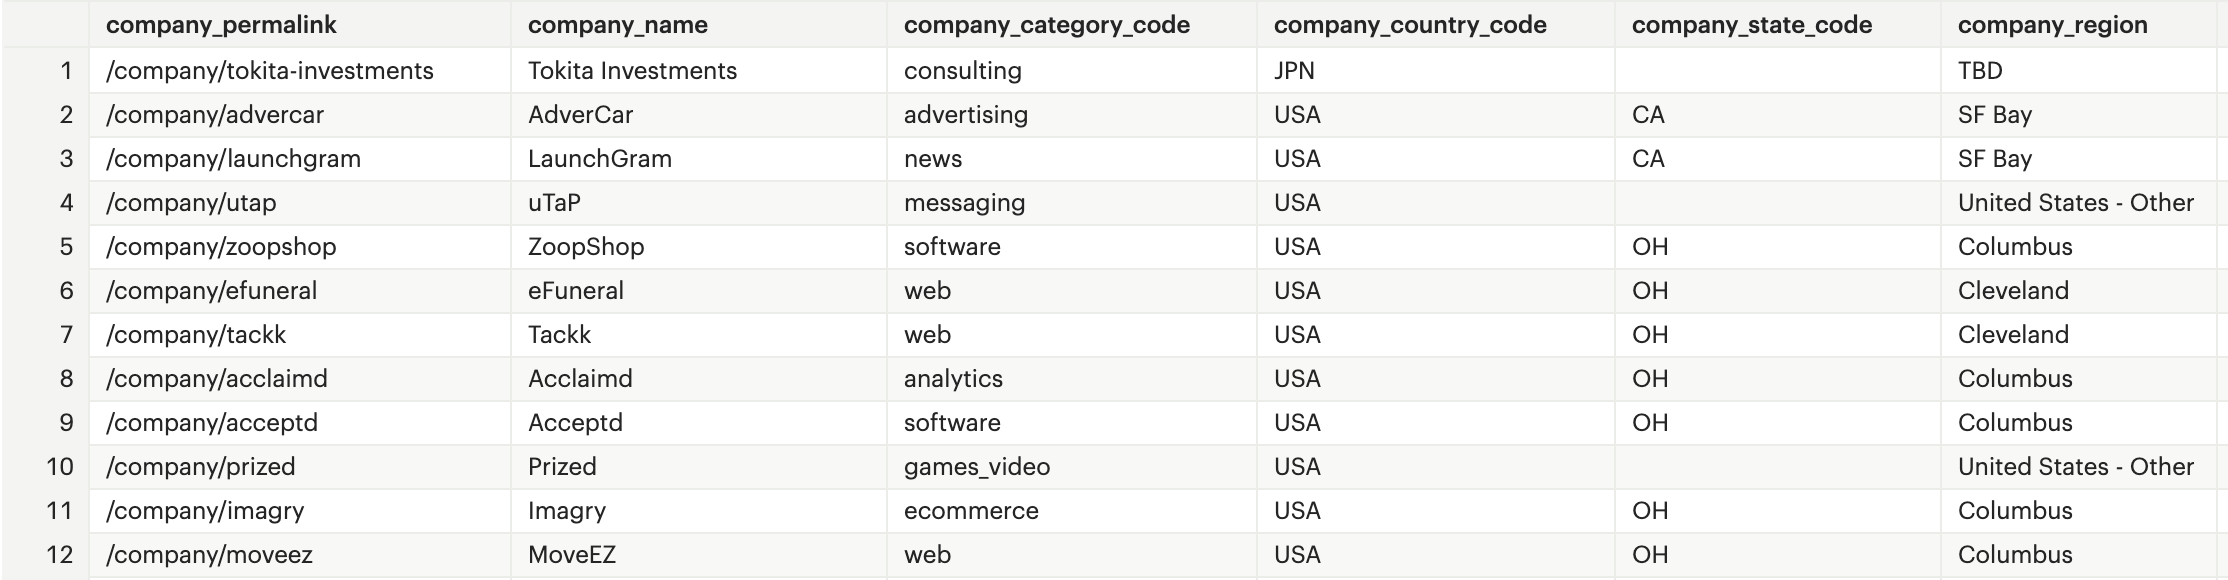 company_permalink company_name company_category_code company_country_code company_state_code company_region
1 /company/tokita-investments Tokita Investments consulting JPN TBD
2 /company/advercar AdverCar advertising USA CA SF Bay
3 /company/launchgram LaunchGram news USA CA SF Bay
4 /company/utap uTaP messaging USA United States - Other
5 /company/zoopshop ZoopShop software USA OH Columbus
6 /company/efuneral eFuneral web USA OH Cleveland
7 /company/tackk Tackk web USA OH Cleveland
8 /company/acclaimd Acclaimd analytics USA OH Columbus
9 /company/acceptd Acceptd software USA OH Columbus
10 /company/prized Prized games_video USA United States - Other
11 /company/imagry Imagry ecommerce USA OH Columbus
12 /company/moveez MoveEZ web USA OH Columbus